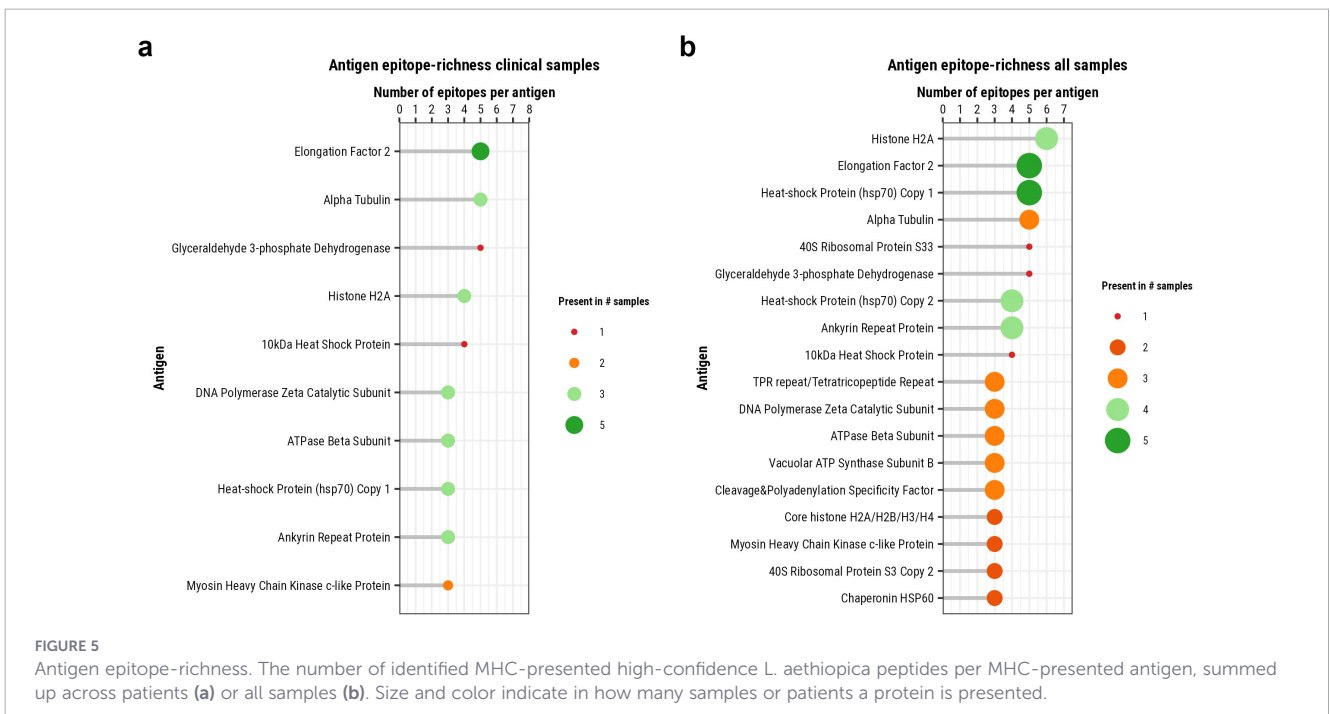 a
Antigen epitope-richness clinical samples
Number of epitopes per antigen
0 1 2 3 4 5 6 7 8
Antigen
Elongation Factor 2
Alpha Tubulin
Glyceraldehyde 3-phosphate Dehydrogenase
Histone H2A
10kDa Heat Shock Protein
DNA Polymerase Zeta Catalytic Subunit
ATPase Beta Subunit
Heat-shock Protein (hsp70) Copy 1
Ankyrin Repeat Protein
Myosin Heavy Chain Kinase c-like Protein
Present in # samples
1
2
3
5
b
Antigen epitope-richness all samples
Number of epitopes per antigen
0 1 2 3 4 5 6 7
Antigen
Histone H2A
Elongation Factor 2
Heat-shock Protein (hsp70) Copy 1
Alpha Tubulin
40S Ribosomal Protein S33
Glyceraldehyde 3-phosphate Dehydrogenase
Heat-shock Protein (hsp70) Copy 2
Ankyrin Repeat Protein
10kDa Heat Shock Protein
TPR repeat/Tetratricopeptide Repeat
DNA Polymerase Zeta Catalytic Subunit
ATPase Beta Subunit
Vacuolar ATP Synthase Subunit B
Cleavage&Polyadenylation Specificity Factor
Core histone H2A/H2B/H3/H4
Myosin Heavy Chain Kinase c-like Protein
40S Ribosomal Protein S3 Copy 2
Chaperonin HSP60
Present in # samples
1
2
3
4
5
FIGURE 5
Antigen epitope-richness. The number of identified MHC-presented high-confidence L. aethiopica peptides per MHC-presented antigen, summed
up across patients (a) or all samples (b). Size and color indicate in how many samples or patients a protein is presented.